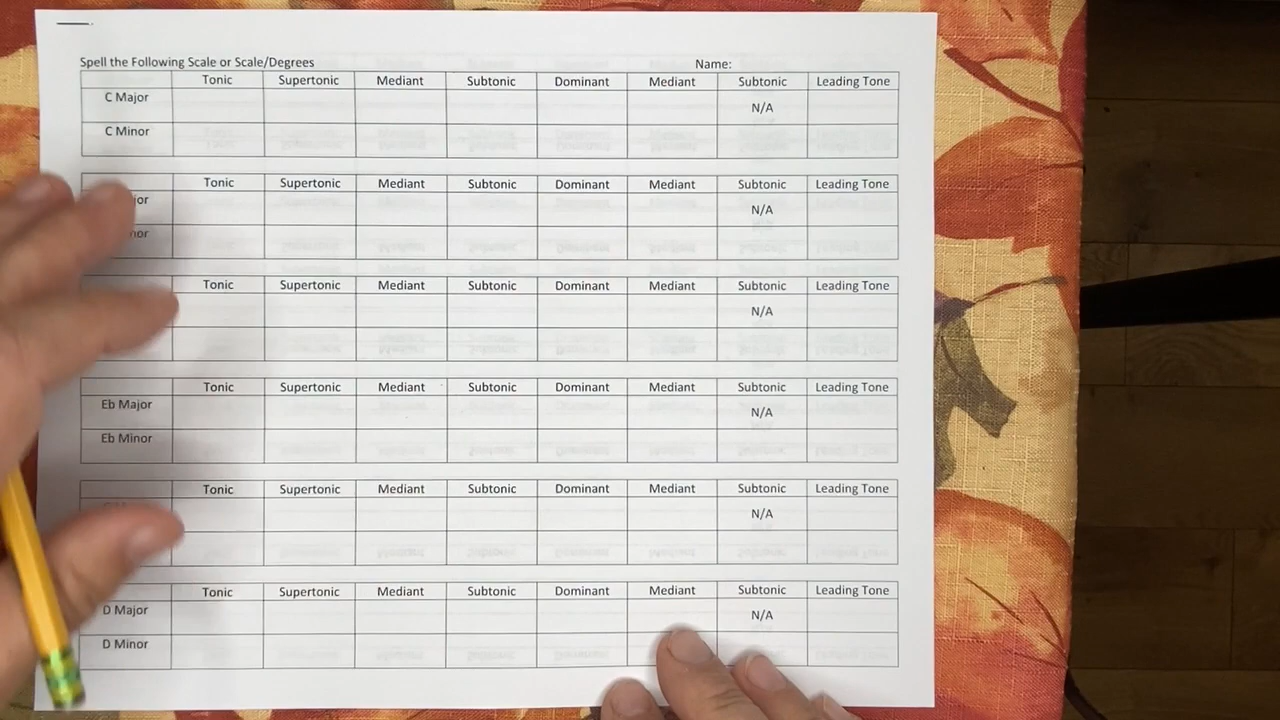 Spell the Following Scale or Scale/Degrees Name:
Tonic Supertonic Mediant Subtonic Dominant Mediant Subtonic Leading Tone
C Major N/A
C Minor
Tonic Supertonic Mediant Subtonic Dominant Mediant Subtonic Leading Tone
N/A
Tonic Supertonic Mediant Subtonic Dominant Mediant Subtonic Leading Tone
N/A
Tonic Supertonic Mediant Subtonic Dominant Mediant Subtonic Leading Tone
Eb Major N/A
Eb Minor
Tonic Supertonic Mediant Subtonic Dominant Mediant Subtonic Leading Tone
N/A
Tonic Supertonic Mediant Subtonic Dominant Mediant Subtonic Leading Tone
D Major N/A
D Minor